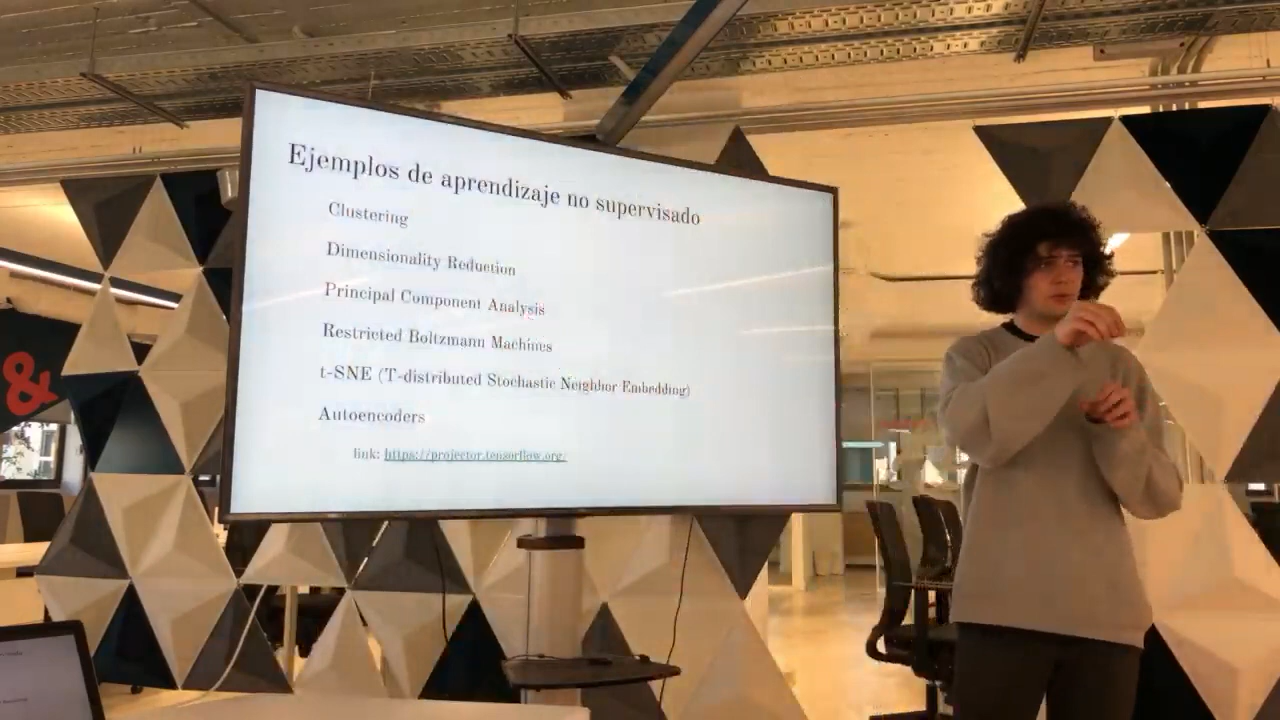 Ejemplos de aprendizaje no supervisado
Clustering
Dimensionality Reduction
Principal Component Analysis
Restricted Boltzmann Machines
t-SNE (T-distributed Stochastic Neighbor Embedding)
Autoencoders
link: https://projector.tensorflow.org/
&